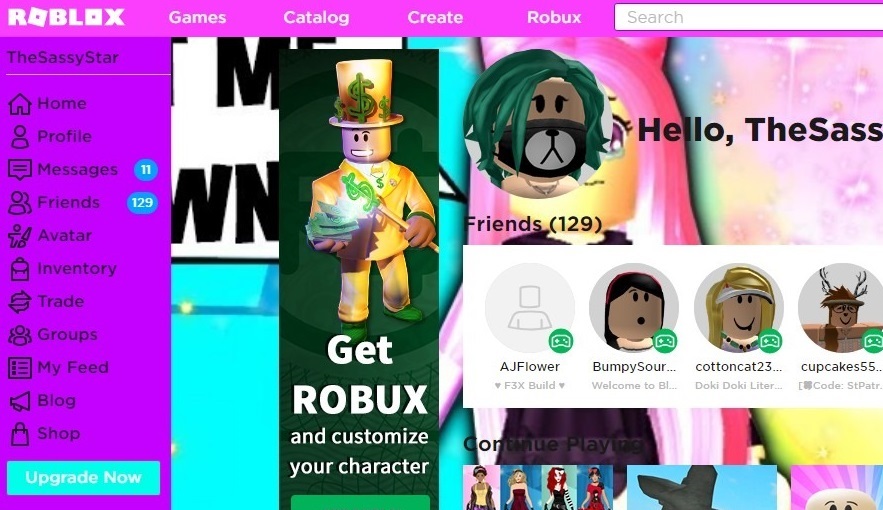 ROBLOX
Games
Catalog
Create
Robux
Search
TheSassyStar
Home
Profile
Messages 11
Friends 129
Avatar
Inventory
Trade
Groups
My Feed
Blog
Shop
Upgrade Now
WN
Get
ROBUX
and customize
your character
Hello, TheSass
Friends (129)
AJFlower
♥ F3X Build ♥
BumpySour...
Welcome to Bl...
cottoncat23...
Doki Doki Liter...
cupcakes55...
Code: StPatr.
Continue Playing